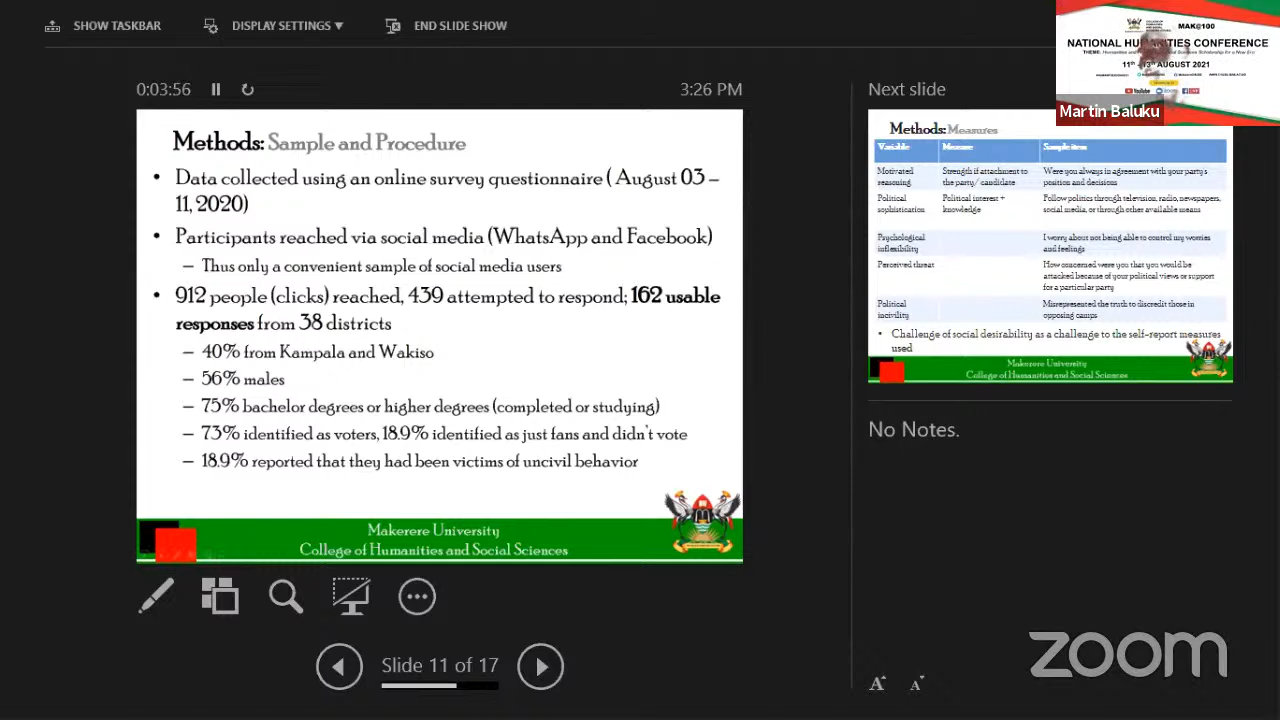 SHOW TASKBAR
DISPLAY SETTINGS ▼
END SLIDE SHOW
0:03:56
3:26 PM
Methods: Sample and Procedure
• Data collected using an online survey questionnaire ( August 03 –
11, 2020)
• Participants reached via social media (WhatsApp and Facebook)
– Thus only a convenient sample of social media users
• 912 people (clicks) reached, 439 attempted to respond; 162 usable
responses from 38 districts
– 40% from Kampala and Wakiso
– 56% males
– 75% bachelor degrees or higher degrees (completed or studying)
– 73% identified as voters, 18.9% identified as just fans and didn't vote
– 18.9% reported that they had been victims of uncivil behavior
Makerere University
College of Humanities and Social Sciences
Slide 11 of 17
Next slide
MAK@100
NATIONAL HUMANITIES CONFERENCE
11th - 13th AUGUST 2021
YouTube
Martin Baluku
Methods: Measures
Variable Measure Sample item
Motivated Strength if attachment to Were you always in agreement with your party's
reasoning the party/ candidate position and decisions
Political Political interest + Follow politics through television, radio, newspapers,
sophistication knowledge social media, or through other available means
Psychological I worry about not being able to control my worries
inflexibility and feelings
Perceived threat How concerned were you that you would be
attacked because of your political views or support
for a particular party
Political Misrepresented the truth to discredit those in
incivility opposing camps
• Challenge of social desirability as a challenge to the self-report measures
used
Makerere University
College of Humanities and Social Sciences
No Notes.
A A
zoom